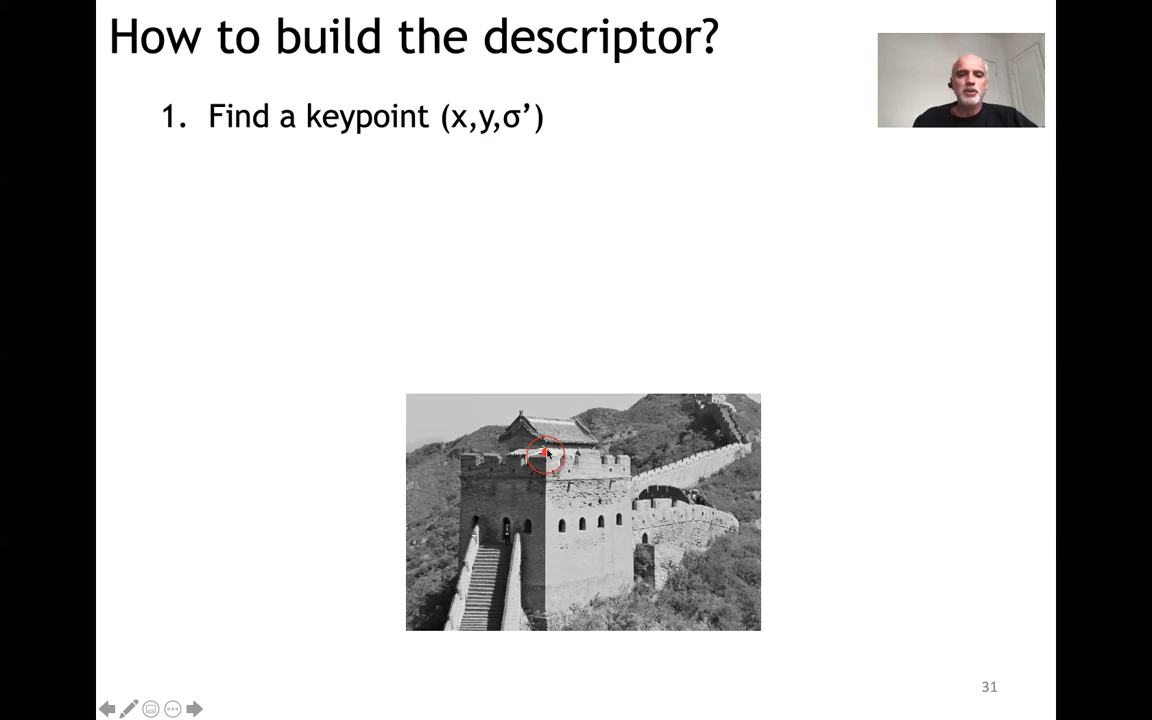 How to build the descriptor?
1. Find a keypoint (x,y,σ’)
31